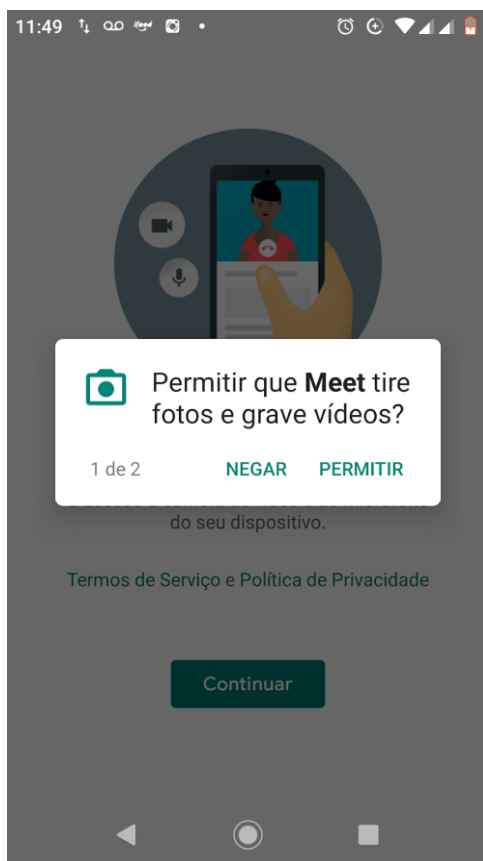 11:49
Permitir que Meet tire
fotos e grave vídeos?
1 de 2
NEGAR
PERMITIR
do seu dispositivo.
Termos de Serviço e Política de Privacidade
Continuar